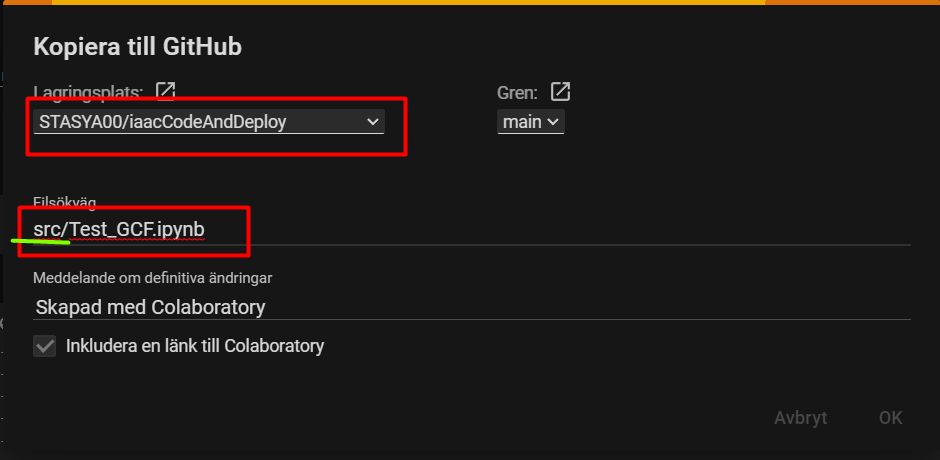 Kopiera till GitHub
Lagringsplats:
Gren:
STASYA00/iaacCodeAndDeploy
main
Filsökväg
src/Test_GCF.ipynb
Meddelande om definitiva ändringar
Skapad med Colaboratory
Inkludera en länk till Colaboratory
Avbryt
OK